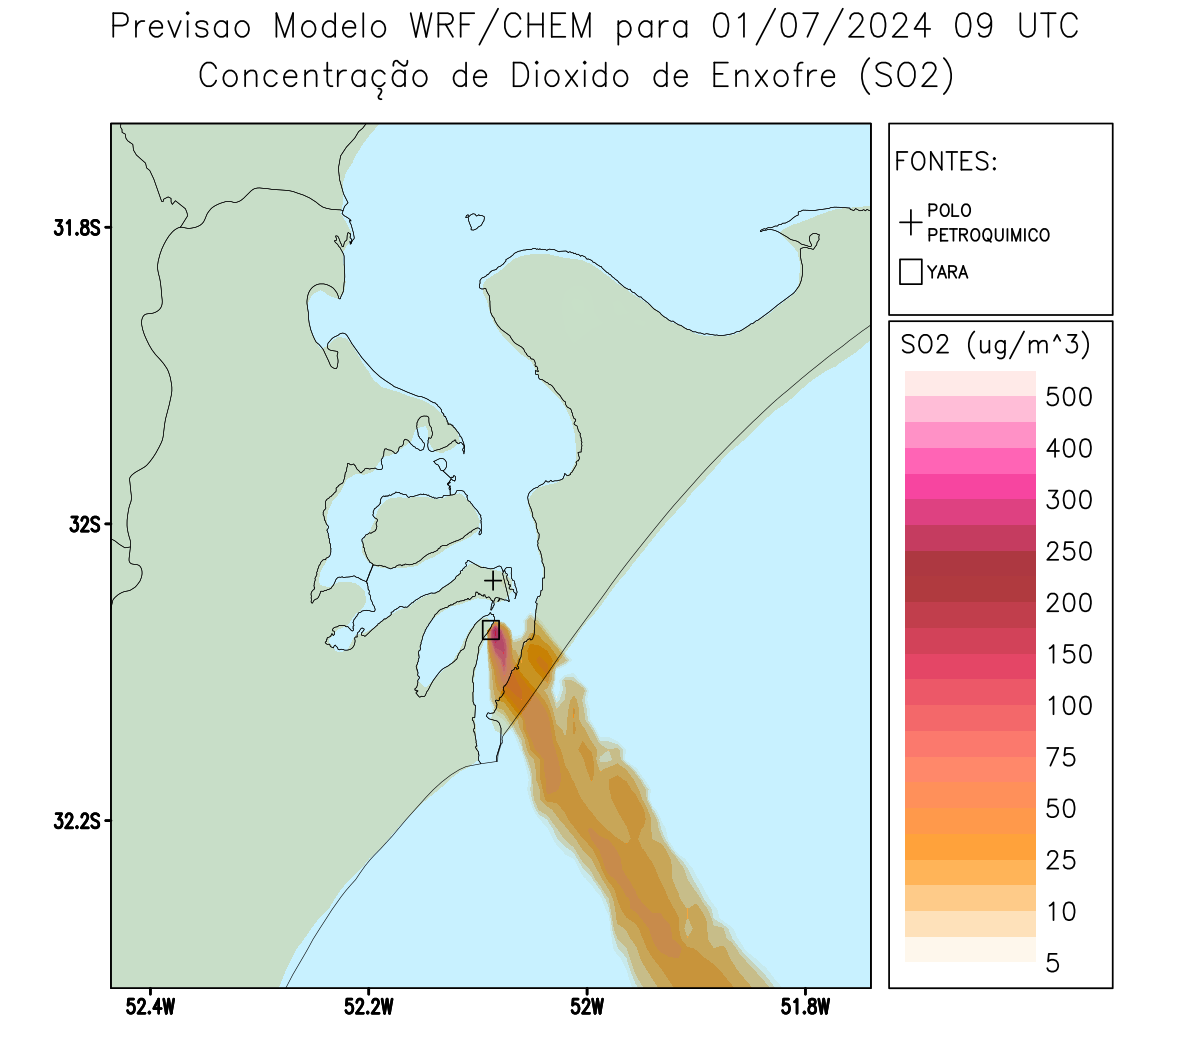 Previsao Modelo WRF/CHEM para 01/07/2024 09 UTC
Concentração de Dioxido de Enxofre (SO2)
FONTES:
POLO
PETROQUIMICO
YARA
31.8S
32S
32.2S
52.4W
52.2W
52W
51.8W
SO2 (ug/m^3)
500
400
300
250
200
150
100
75
50
25
10
5